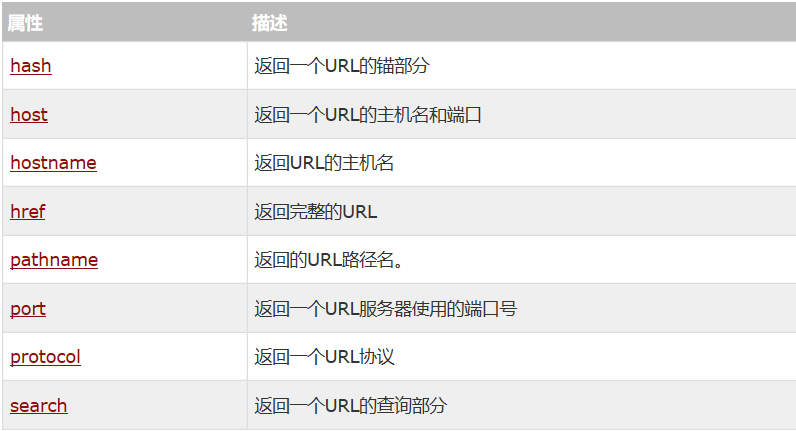 属性 描述
hash 返回一个URL的锚部分
host 返回一个URL的主机名和端口
hostname 返回URL的主机名
href 返回完整的URL
pathname 返回的URL路径名。
port 返回一个URL服务器使用的端口号
protocol 返回一个URL协议
search 返回一个URL的查询部分